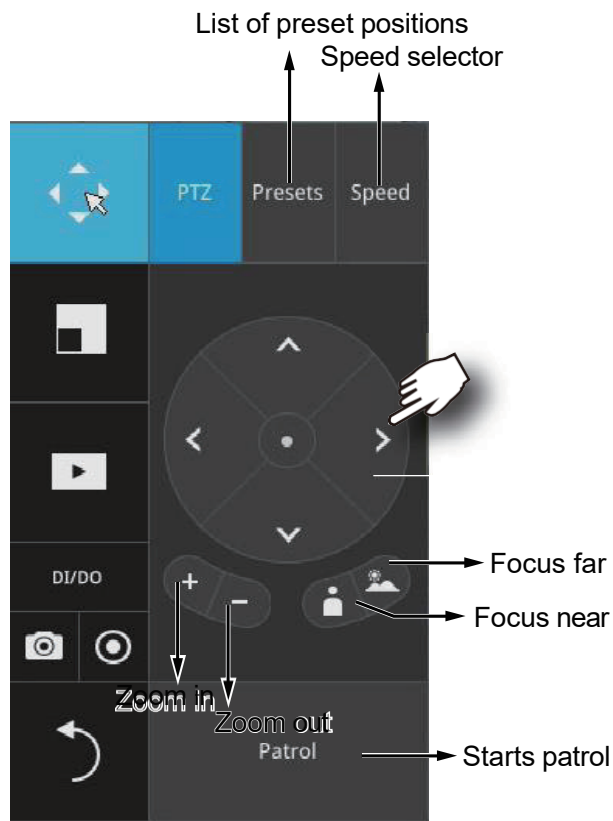 List of preset positions
Speed selector
PTZ
Presets
Speed
DI/DO
Focus far
Focus near
Zoom in
Zoom out
Patrol
Starts patrol